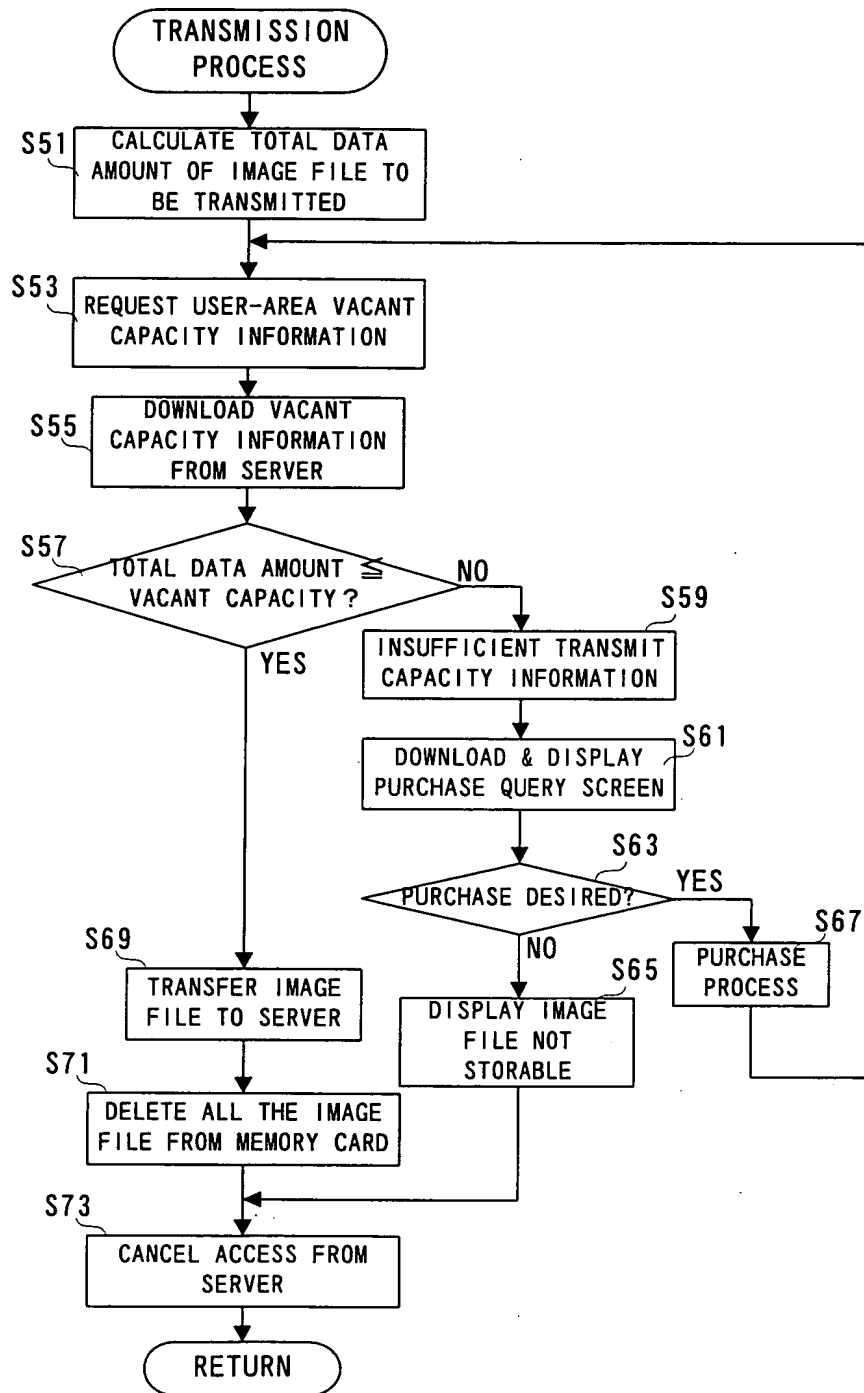 TRANSMISSION
PROCESS
S51
CALCULATE TOTAL DATA
AMOUNT OF IMAGE FILE TO
BE TRANSMITTED
S53
REQUEST USER-AREA VACANT
CAPACITY INFORMATION
S55
DOWNLOAD VACANT
CAPACITY INFORMATION
FROM SERVER
S57
TOTAL DATA AMOUNT ≦
VACANT CAPACITY?
NO
YES
S59
INSUFFICIENT TRANSMIT
CAPACITY INFORMATION
S61
DOWNLOAD & DISPLAY
PURCHASE QUERY SCREEN
S63
PURCHASE DESIRED?
YES
NO
S67
PURCHASE
PROCESS
S65
DISPLAY IMAGE
FILE NOT
STORABLE
S69
TRANSFER IMAGE
FILE TO SERVER
S71
DELETE ALL THE IMAGE
FILE FROM MEMORY CARD
S73
CANCEL ACCESS FROM
SERVER
RETURN